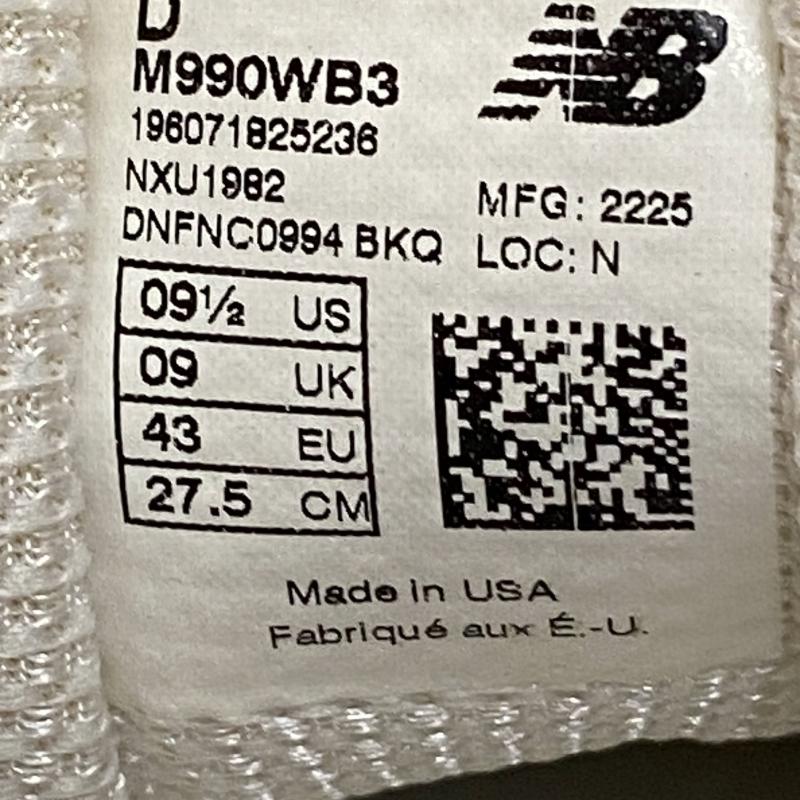 D
M990WB3
196071825236
NXU1982
DNFNC0994 BKQ
NB
MFG: 2225
LOC: N
09½ US
09 UK
43 EU
27.5 CM
Made in USA
Fabriqué aux É.-U.